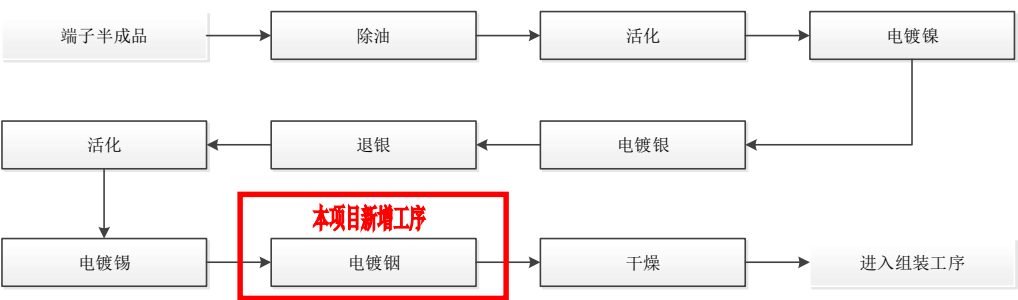 端子半成品
除油
活化
电镀镍
电镀银
退银
活化
电镀锡
本项目新增工序
电镀铟
干燥
进入组装工序